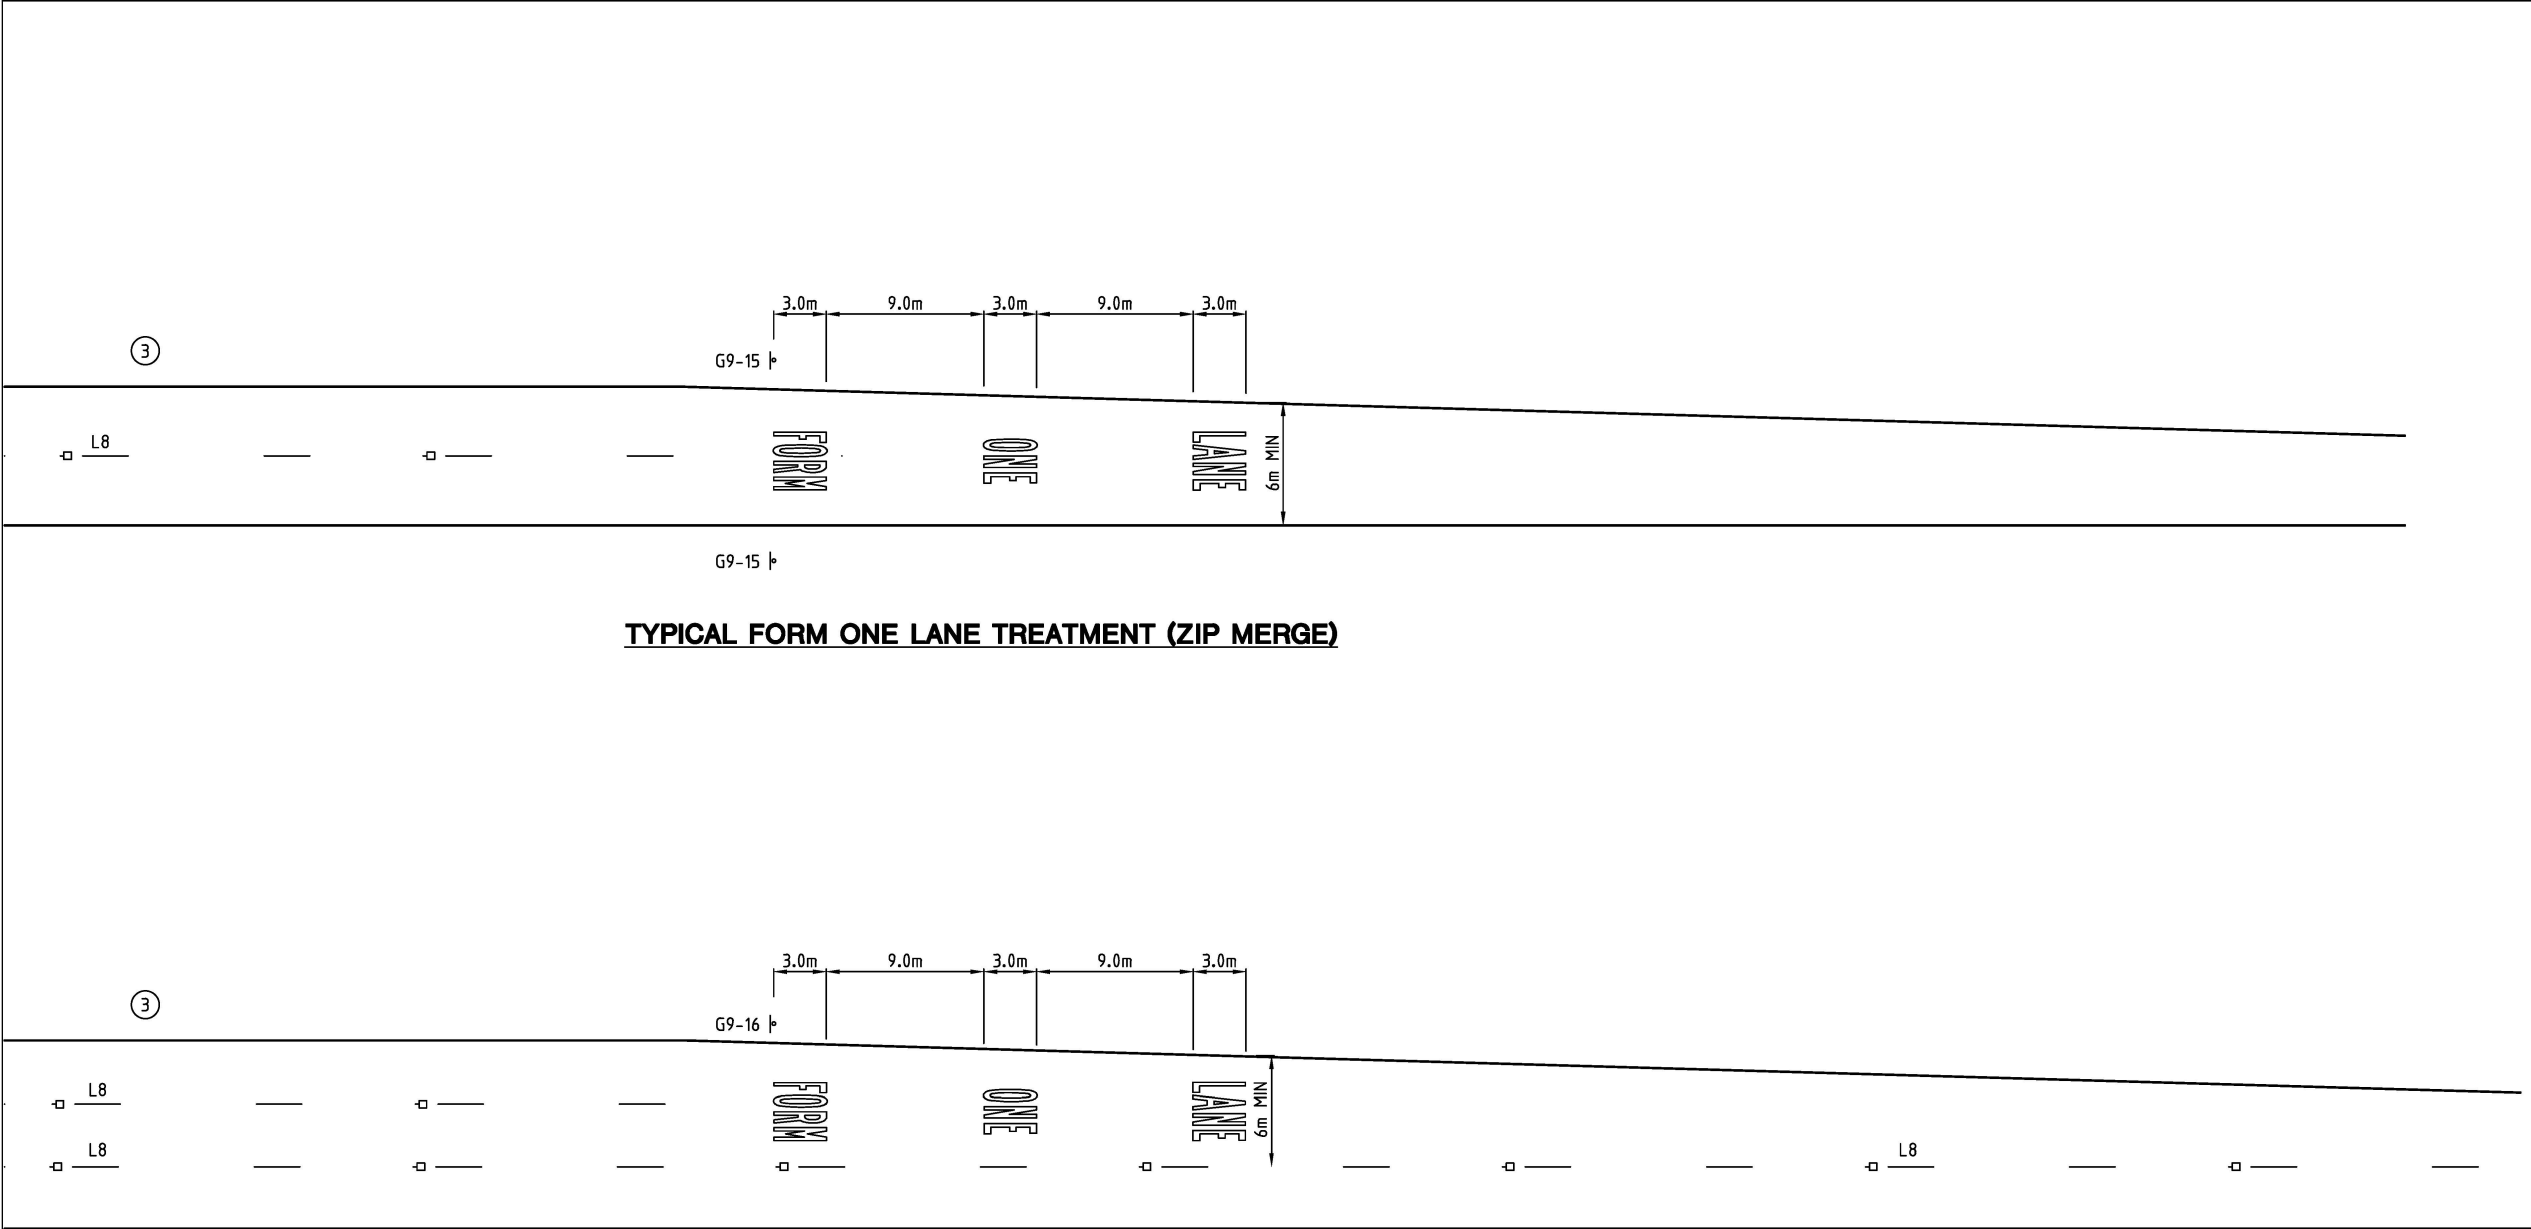 3.0m 9.0m 3.0m 9.0m 3.0m
3
G9-15
L8
FORM
ONE
LANE
6m MIN
G9-15
TYPICAL FORM ONE LANE TREATMENT (ZIP MERGE)
3.0m 9.0m 3.0m 9.0m 3.0m
3
G9-16
L8
FORM
ONE
LANE
6m MIN
L8
L8